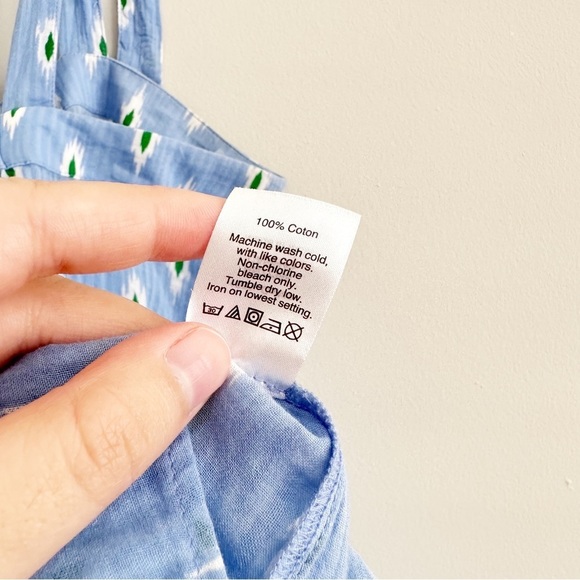 100% Coton
Machine wash cold,
with like colors.
Non-chlorine
bleach only.
Tumble dry low.
Iron on lowest setting.
30